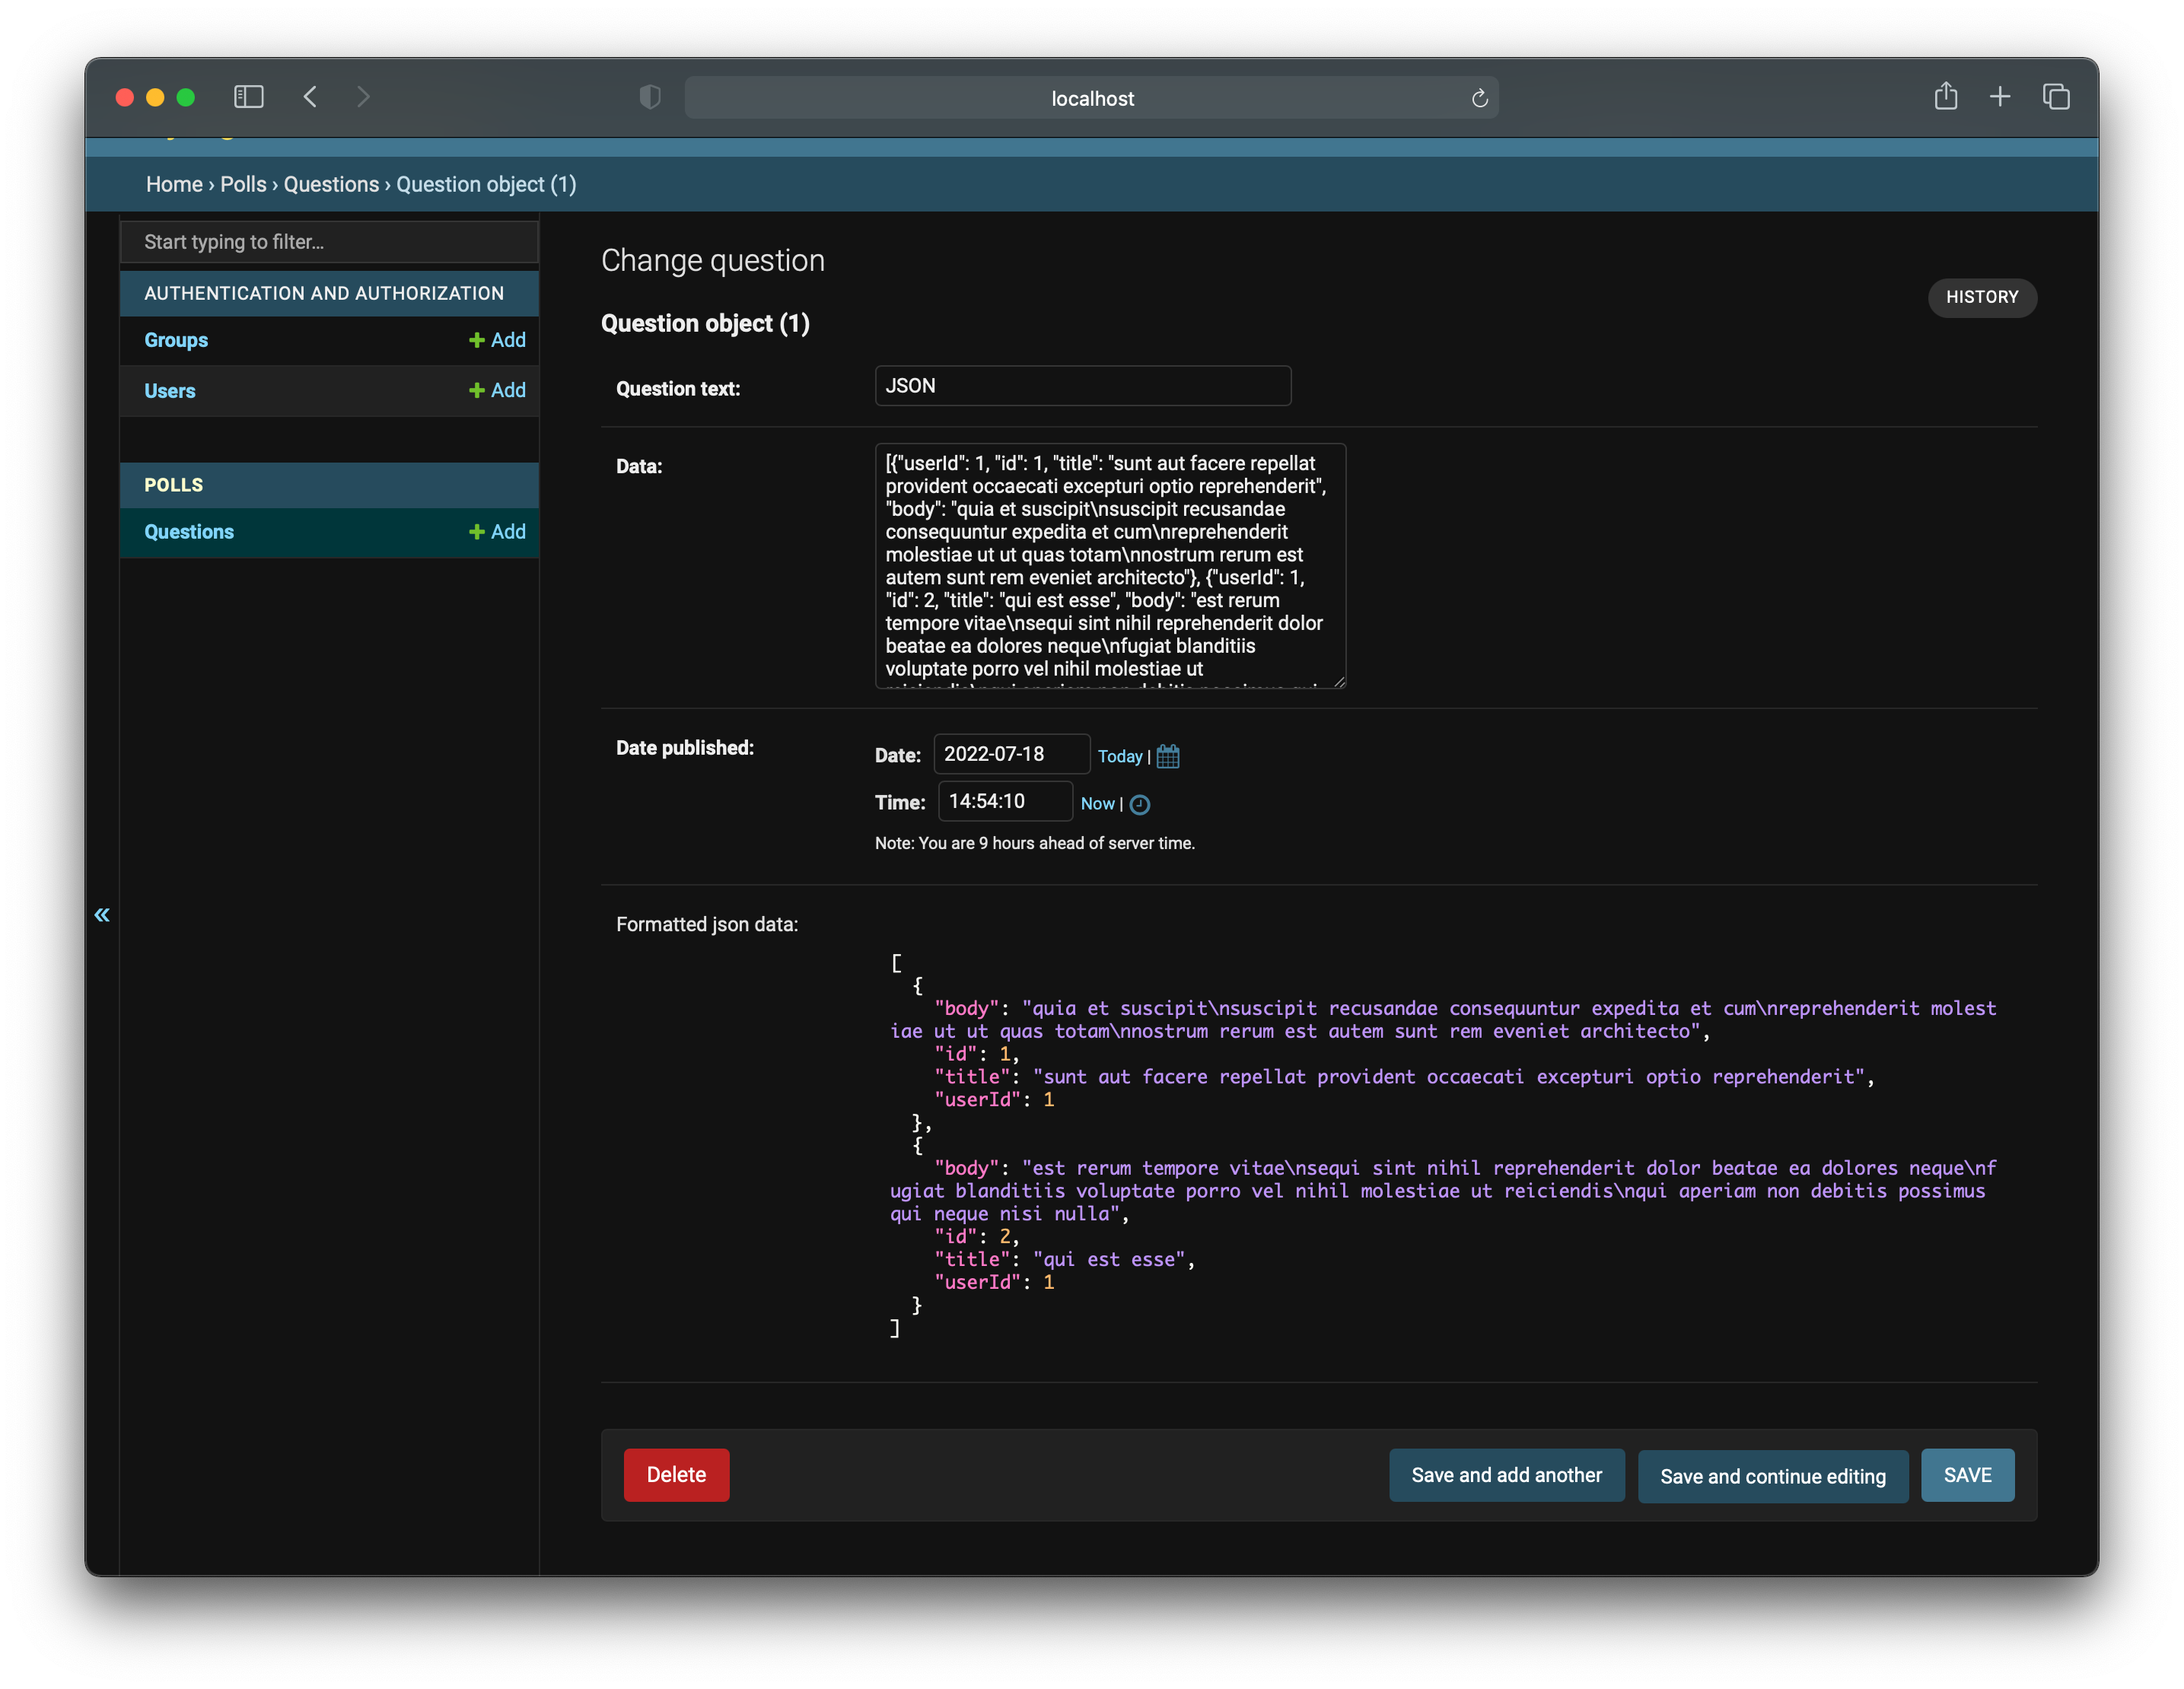 localhost
Home › Polls › Questions › Question object (1)
Start typing to filter...
AUTHENTICATION AND AUTHORIZATION
Groups
Add
Users
Add
POLLS
Questions
Add
«
Change question
HISTORY
Question object (1)
Question text:
JSON
Data:
[{"userId": 1, "id": 1, "title": "sunt aut facere repellat
provident occaecati excepturi optio reprehenderit",
"body": "quia et suscipit\nsuscipit recusandae
consequuntur expedita et cum\nreprehenderit
molestiae ut ut quas totam\nnostrum rerum est
autem sunt rem eveniet architecto"}, {"userId": 1,
"id": 2, "title": "qui est esse", "body": "est rerum
tempore vitae\nsequi sint nihil reprehenderit dolor
beatae ea dolores neque\nfugiat blanditiis
voluptate porro vel nihil molestiae ut
Date published:
Date: 2022-07-18 Today |
Time: 14:54:10 Now |
Note: You are 9 hours ahead of server time.
Formatted json data:
[
  {
    "body": "quia et suscipit\nsuscipit recusandae consequuntur expedita et cum\nreprehenderit molest
iae ut ut quas totam\nnostrum rerum est autem sunt rem eveniet architecto",
    "id": 1,
    "title": "sunt aut facere repellat provident occaecati excepturi optio reprehenderit",
    "userId": 1
  },
  {
    "body": "est rerum tempore vitae\nsequi sint nihil reprehenderit dolor beatae ea dolores neque\nf
ugiat blanditiis voluptate porro vel nihil molestiae ut reiciendis\nqui aperiam non debitis possimus
qui neque nisi nulla",
    "id": 2,
    "title": "qui est esse",
    "userId": 1
  }
]
Delete
Save and add another
Save and continue editing
SAVE